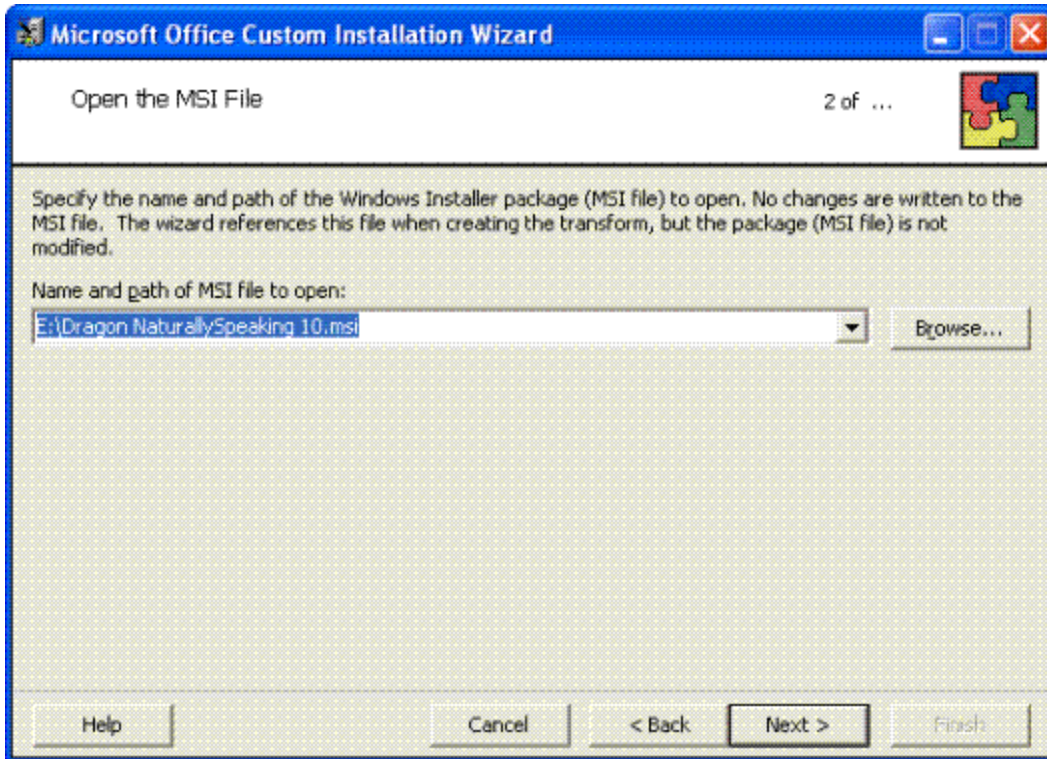 Microsoft Office Custom Installation Wizard
Open the MSI File
2 of ...
Specify the name and path of the Windows Installer package (MSI file) to open. No changes are written to the
MSI file.  The wizard references this file when creating the transform, but the package (MSI file) is not
modified.
Name and path of MSI file to open:
E:\Dragon NaturallySpeaking 10.msi
Browse...
Help
Cancel
< Back
Next >
Finish